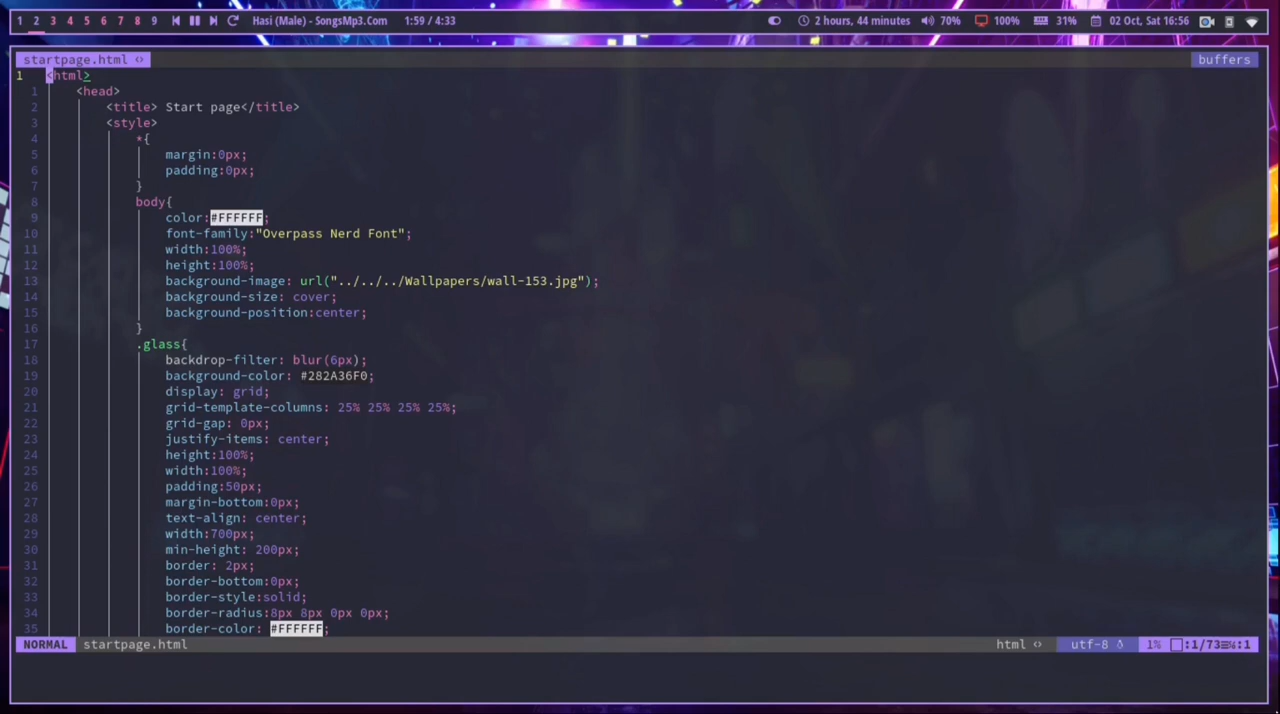 1 2 3 4 5 6 7 8 9 Hasi (Male) - SongsMp3.Com 1:59 / 4:33 2 hours, 44 minutes 70% 100% 31% 02 Oct, Sat 16:56
startpage.html <> buffers
1 <html>
1 <head>
2 <title> Start page</title>
3 <style>
4 *{
5 margin:0px;
6 padding:0px;
7 }
8 body{
9 color:#FFFFFF;
10 font-family:"Overpass Nerd Font";
11 width:100%;
12 height:100%;
13 background-image: url("../../../Wallpapers/wall-153.jpg");
14 background-size: cover;
15 background-position:center;
16 }
17 .glass{
18 backdrop-filter: blur(6px);
19 background-color: #282A36F0;
20 display: grid;
21 grid-template-columns: 25% 25% 25% 25%;
22 grid-gap: 0px;
23 justify-items: center;
24 height:100%;
25 width:100%;
26 padding:50px;
27 margin-bottom:0px;
28 text-align: center;
29 width:700px;
30 min-height: 200px;
31 border: 2px;
32 border-bottom:0px;
33 border-style:solid;
34 border-radius:8px 8px 0px 0px;
35 border-color: #FFFFFF;
NORMAL startpage.html html <> utf-8 1% :1/73 :1